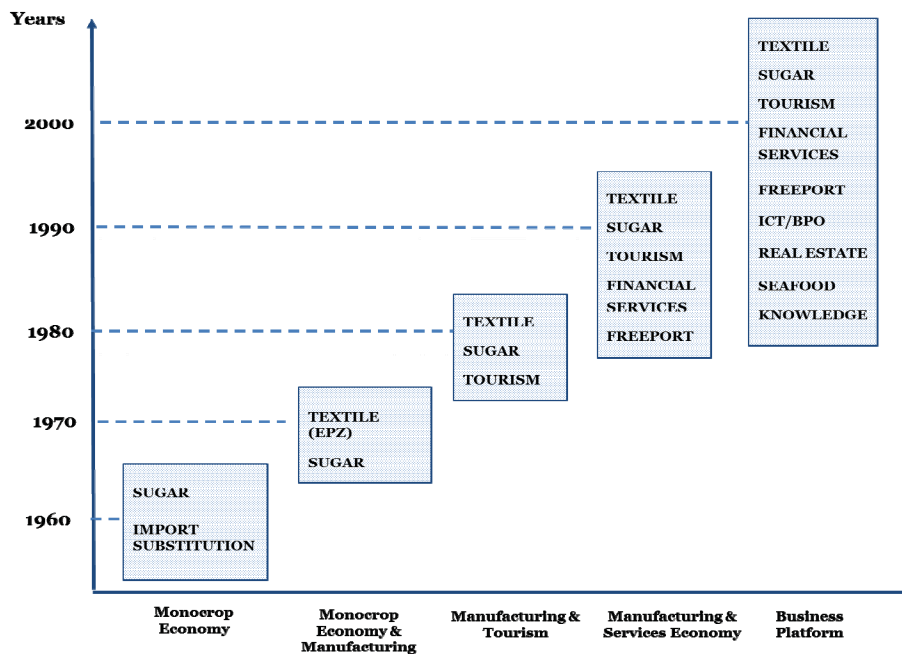 Years
2000
1990
1980
1970
1960
SUGAR
IMPORT
SUBSTITUTION
TEXTILE
(EPZ)
SUGAR
TEXTILE
SUGAR
TOURISM
TEXTILE
SUGAR
TOURISM
FINANCIAL
SERVICES
FREEPORT
TEXTILE
SUGAR
TOURISM
FINANCIAL
SERVICES
FREEPORT
ICT/BPO
REAL ESTATE
SEAFOOD
KNOWLEDGE
Monocrop
Economy
Monocrop
Economy &
Manufacturing
Manufacturing &
Tourism
Manufacturing &
Services Economy
Business
Platform